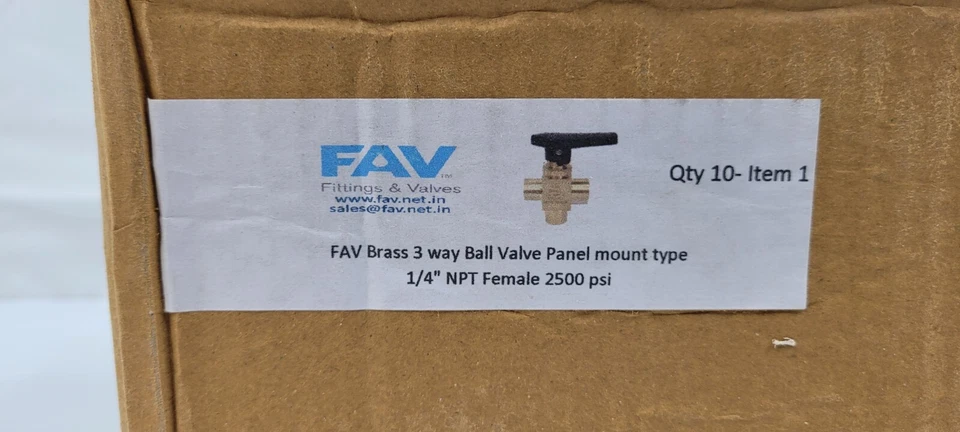 FAV™
Fittings & Valves
www.fav.net.in
sales@fav.net.in
Qty 10- Item 1
FAV Brass 3 way Ball Valve Panel mount type
1/4" NPT Female 2500 psi